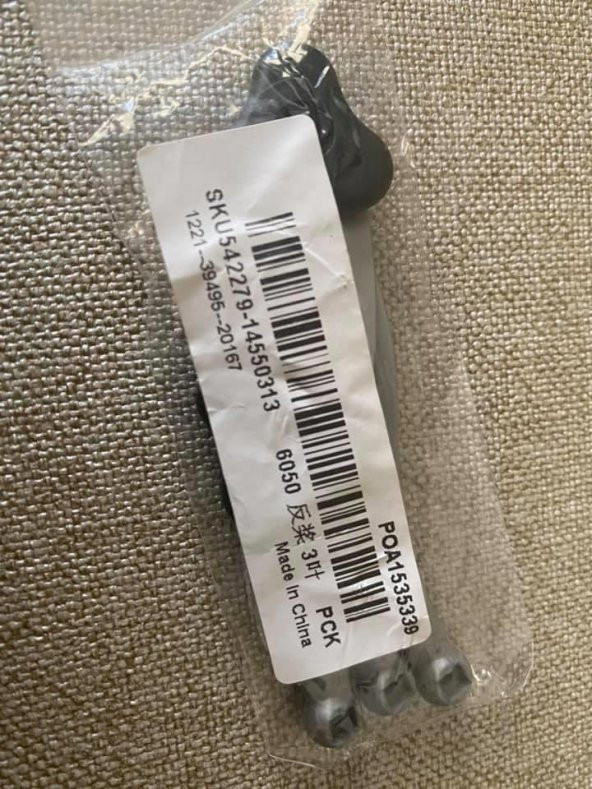 SKU542279-14550313
1221--39495--20167
POA1535339
6050 反桨 3叶 PCK
Made In China